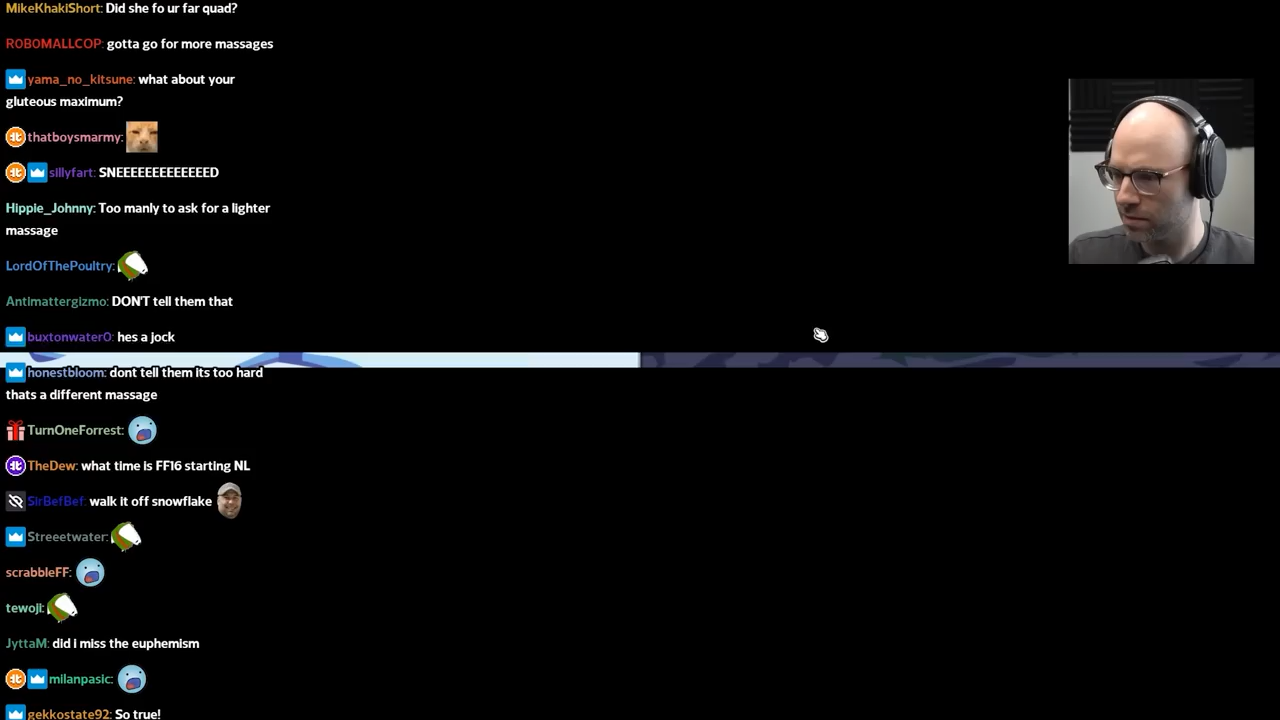 MikeKhakiShort: Did she fo ur far quad?
ROBOMALLCOP: gotta go for more massages
yama_no_kitsune: what about your
gluteous maximum?
thatboysmarmy:
sillyfart: SNEEEEEEEEEEEEED
Hippie_Johnny: Too manly to ask for a lighter
massage
LordOfThePoultry:
Antimattergizmo: DON'T tell them that
buxtonwater0: hes a jock
honestbloom: dont tell them its too hard
thats a different massage
TurnOneForrest:
TheDew: what time is FF16 starting NL
SirBefBef: walk it off snowflake
Streeetwater:
scrabbleFF:
tewoji:
JyttaM: did i miss the euphemism
milanpasic:
gekkostate92: So true!